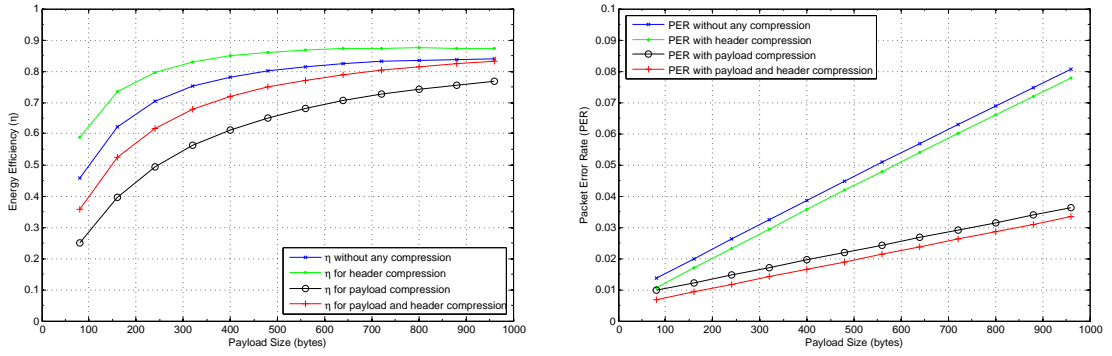 1
0.9
0.8
0.7
0.6
0.5
0.4
0.3
0.2
0.1
0
Energy Efficiency (η)
0 100 200 300 400 500 600 700 800 900 1000
Payload Size (bytes)
η without any compression
η for header compression
η for payload compression
η for payload and header compression
0.1
0.09
0.08
0.07
0.06
0.05
0.04
0.03
0.02
0.01
0
Packet Error Rate (PER)
0 100 200 300 400 500 600 700 800 900 1000
Payload Size (bytes)
PER without any compression
PER with header compression
PER with payload compression
PER with payload and header compression